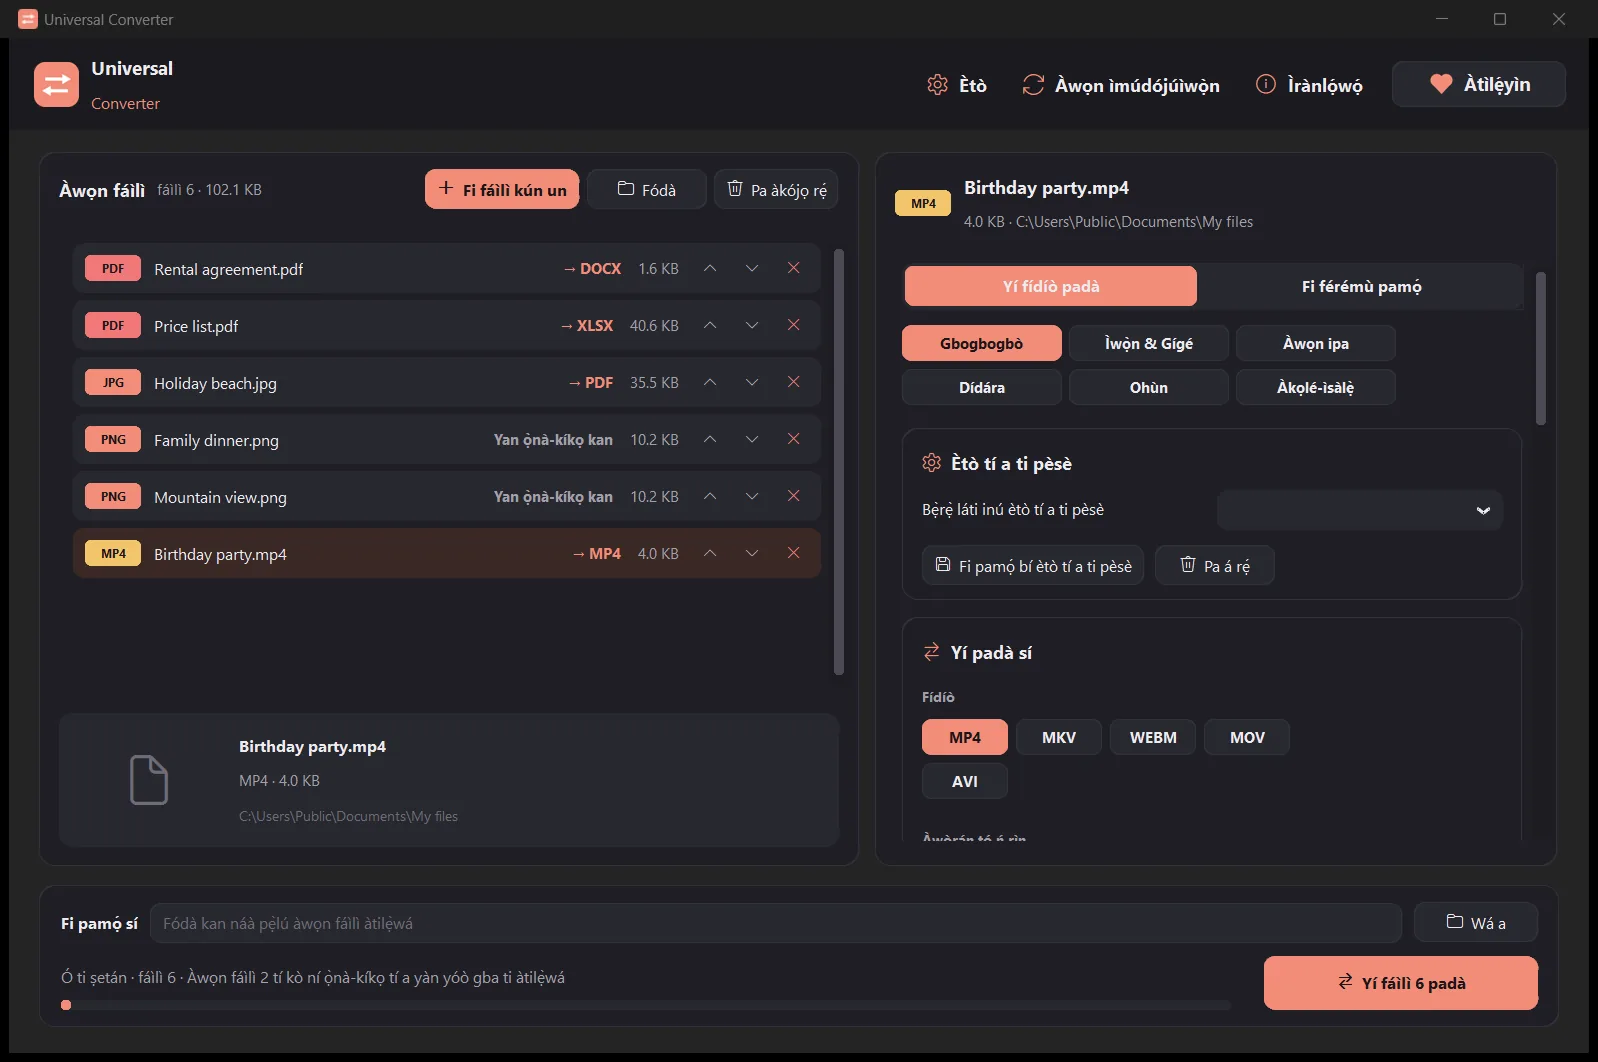 Universal Converter
Universal
Converter
Ètò
Àwọn ìmúdójúìwọ̀n
Ìrànlọ́wọ́
Àtìlẹ́yìn
Àwọn fáìlì
fáìlì 6 · 102.1 KB
Fi fáìlì kún un
Fódà
Pa àkójọ rẹ́
PDF
Rental agreement.pdf
→ DOCX
1.6 KB
PDF
Price list.pdf
→ XLSX
40.6 KB
JPG
Holiday beach.jpg
→ PDF
35.5 KB
PNG
Family dinner.png
Yan ọ̀nà-kíkọ kan
10.2 KB
PNG
Mountain view.png
Yan ọ̀nà-kíkọ kan
10.2 KB
MP4
Birthday party.mp4
→ MP4
4.0 KB
Birthday party.mp4
MP4 · 4.0 KB
C:\Users\Public\Documents\My files
MP4
Birthday party.mp4
4.0 KB · C:\Users\Public\Documents\My files
Yí fídíò padà
Fi férémù pamọ́
Gbogbogbò
Ìwọ̀n & Gígé
Àwọn ipa
Dídára
Ohùn
Àkọlé-ìsàlẹ̀
Ètò tí a ti pèsè
Bẹ̀rẹ̀ láti inú ètò tí a ti pèsè
Fi pamọ́ bí ètò tí a ti pèsè
Pa á rẹ́
Yí padà sí
Fídíò
MP4
MKV
WEBM
MOV
AVI
Fi pamọ́ sí
Fódà kan náà pẹ̀lú àwọn fáìlì àtilẹ̀wá
Wá a
Ó ti ṣetán · fáìlì 6 · Àwọn fáìlì 2 tí kò ní ọ̀nà-kíkọ tí a yàn yóò gba ti àtilẹ̀wá
Yí fáìlì 6 padà